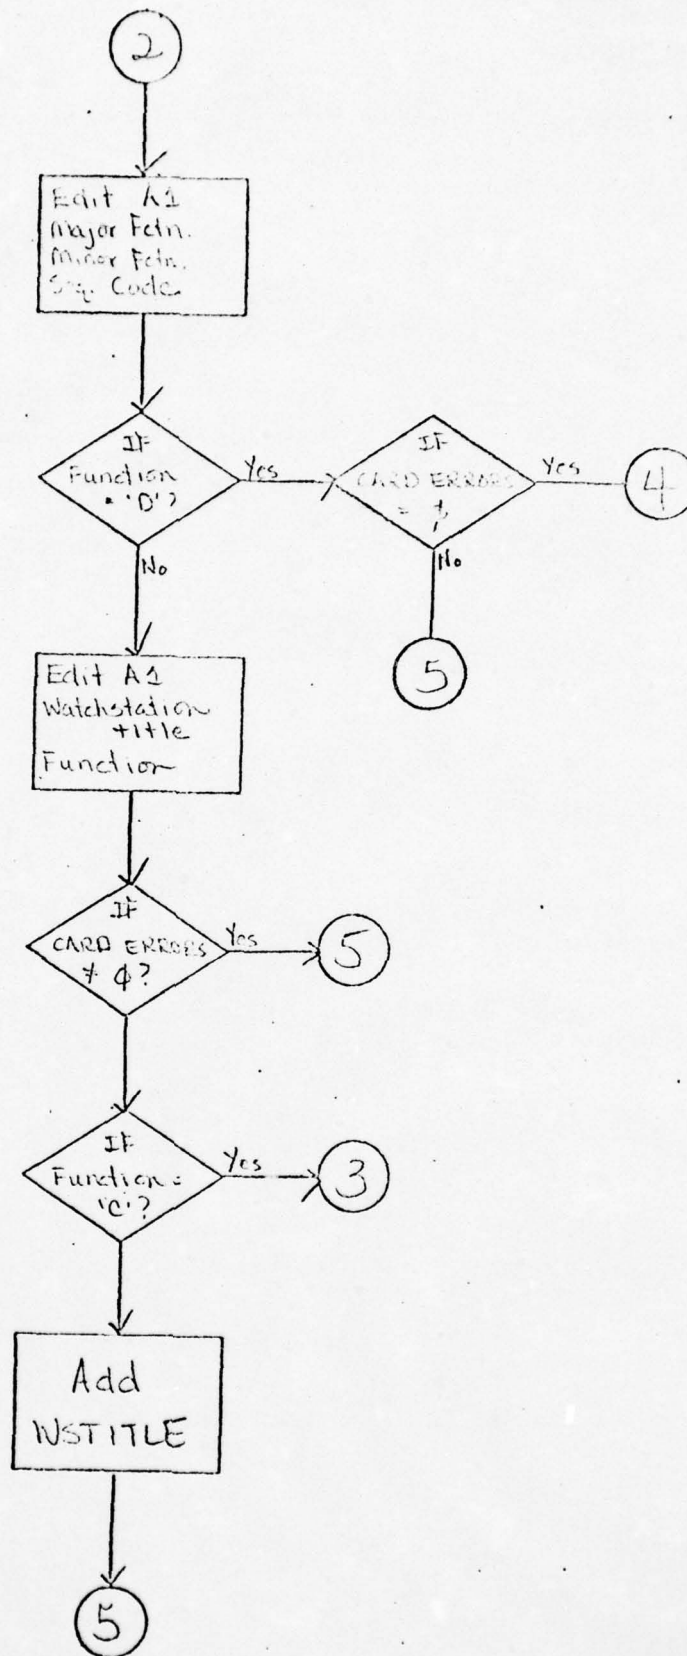 2
Edit A1
Major Fctn.
Minor Fctn.
Seq. Code
IF
Function
= 'D'?
Yes
IF
CARD ERRORS
=
Yes
4
No
No
5
Edit A1
Watchstation
title
Function
IF
CARD ERRORS
≠ ϕ?
Yes
5
IF
Function =
'C'?
Yes
3
Add
WSTITLE
5